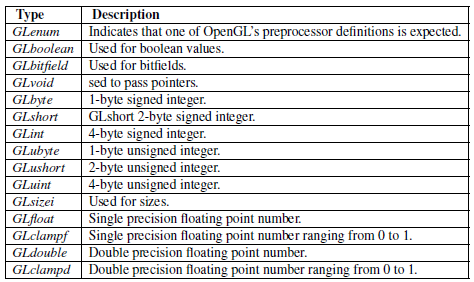 Type Description
GLenum Indicates that one of OpenGL's preprocessor definitions is expected.
GLboolean Used for boolean values.
GLbitfield Used for bitfields.
GLvoid sed to pass pointers.
GLbyte 1-byte signed integer.
GLshort GLshort 2-byte signed integer.
GLint 4-byte signed integer.
GLubyte 1-byte unsigned integer.
GLushort 2-byte unsigned integer.
GLuint 4-byte unsigned integer.
GLsizei Used for sizes.
GLfloat Single precision floating point number.
GLclampf Single precision floating point number ranging from 0 to 1.
GLdouble Double precision floating point number.
GLclampd Double precision floating point number ranging from 0 to 1.